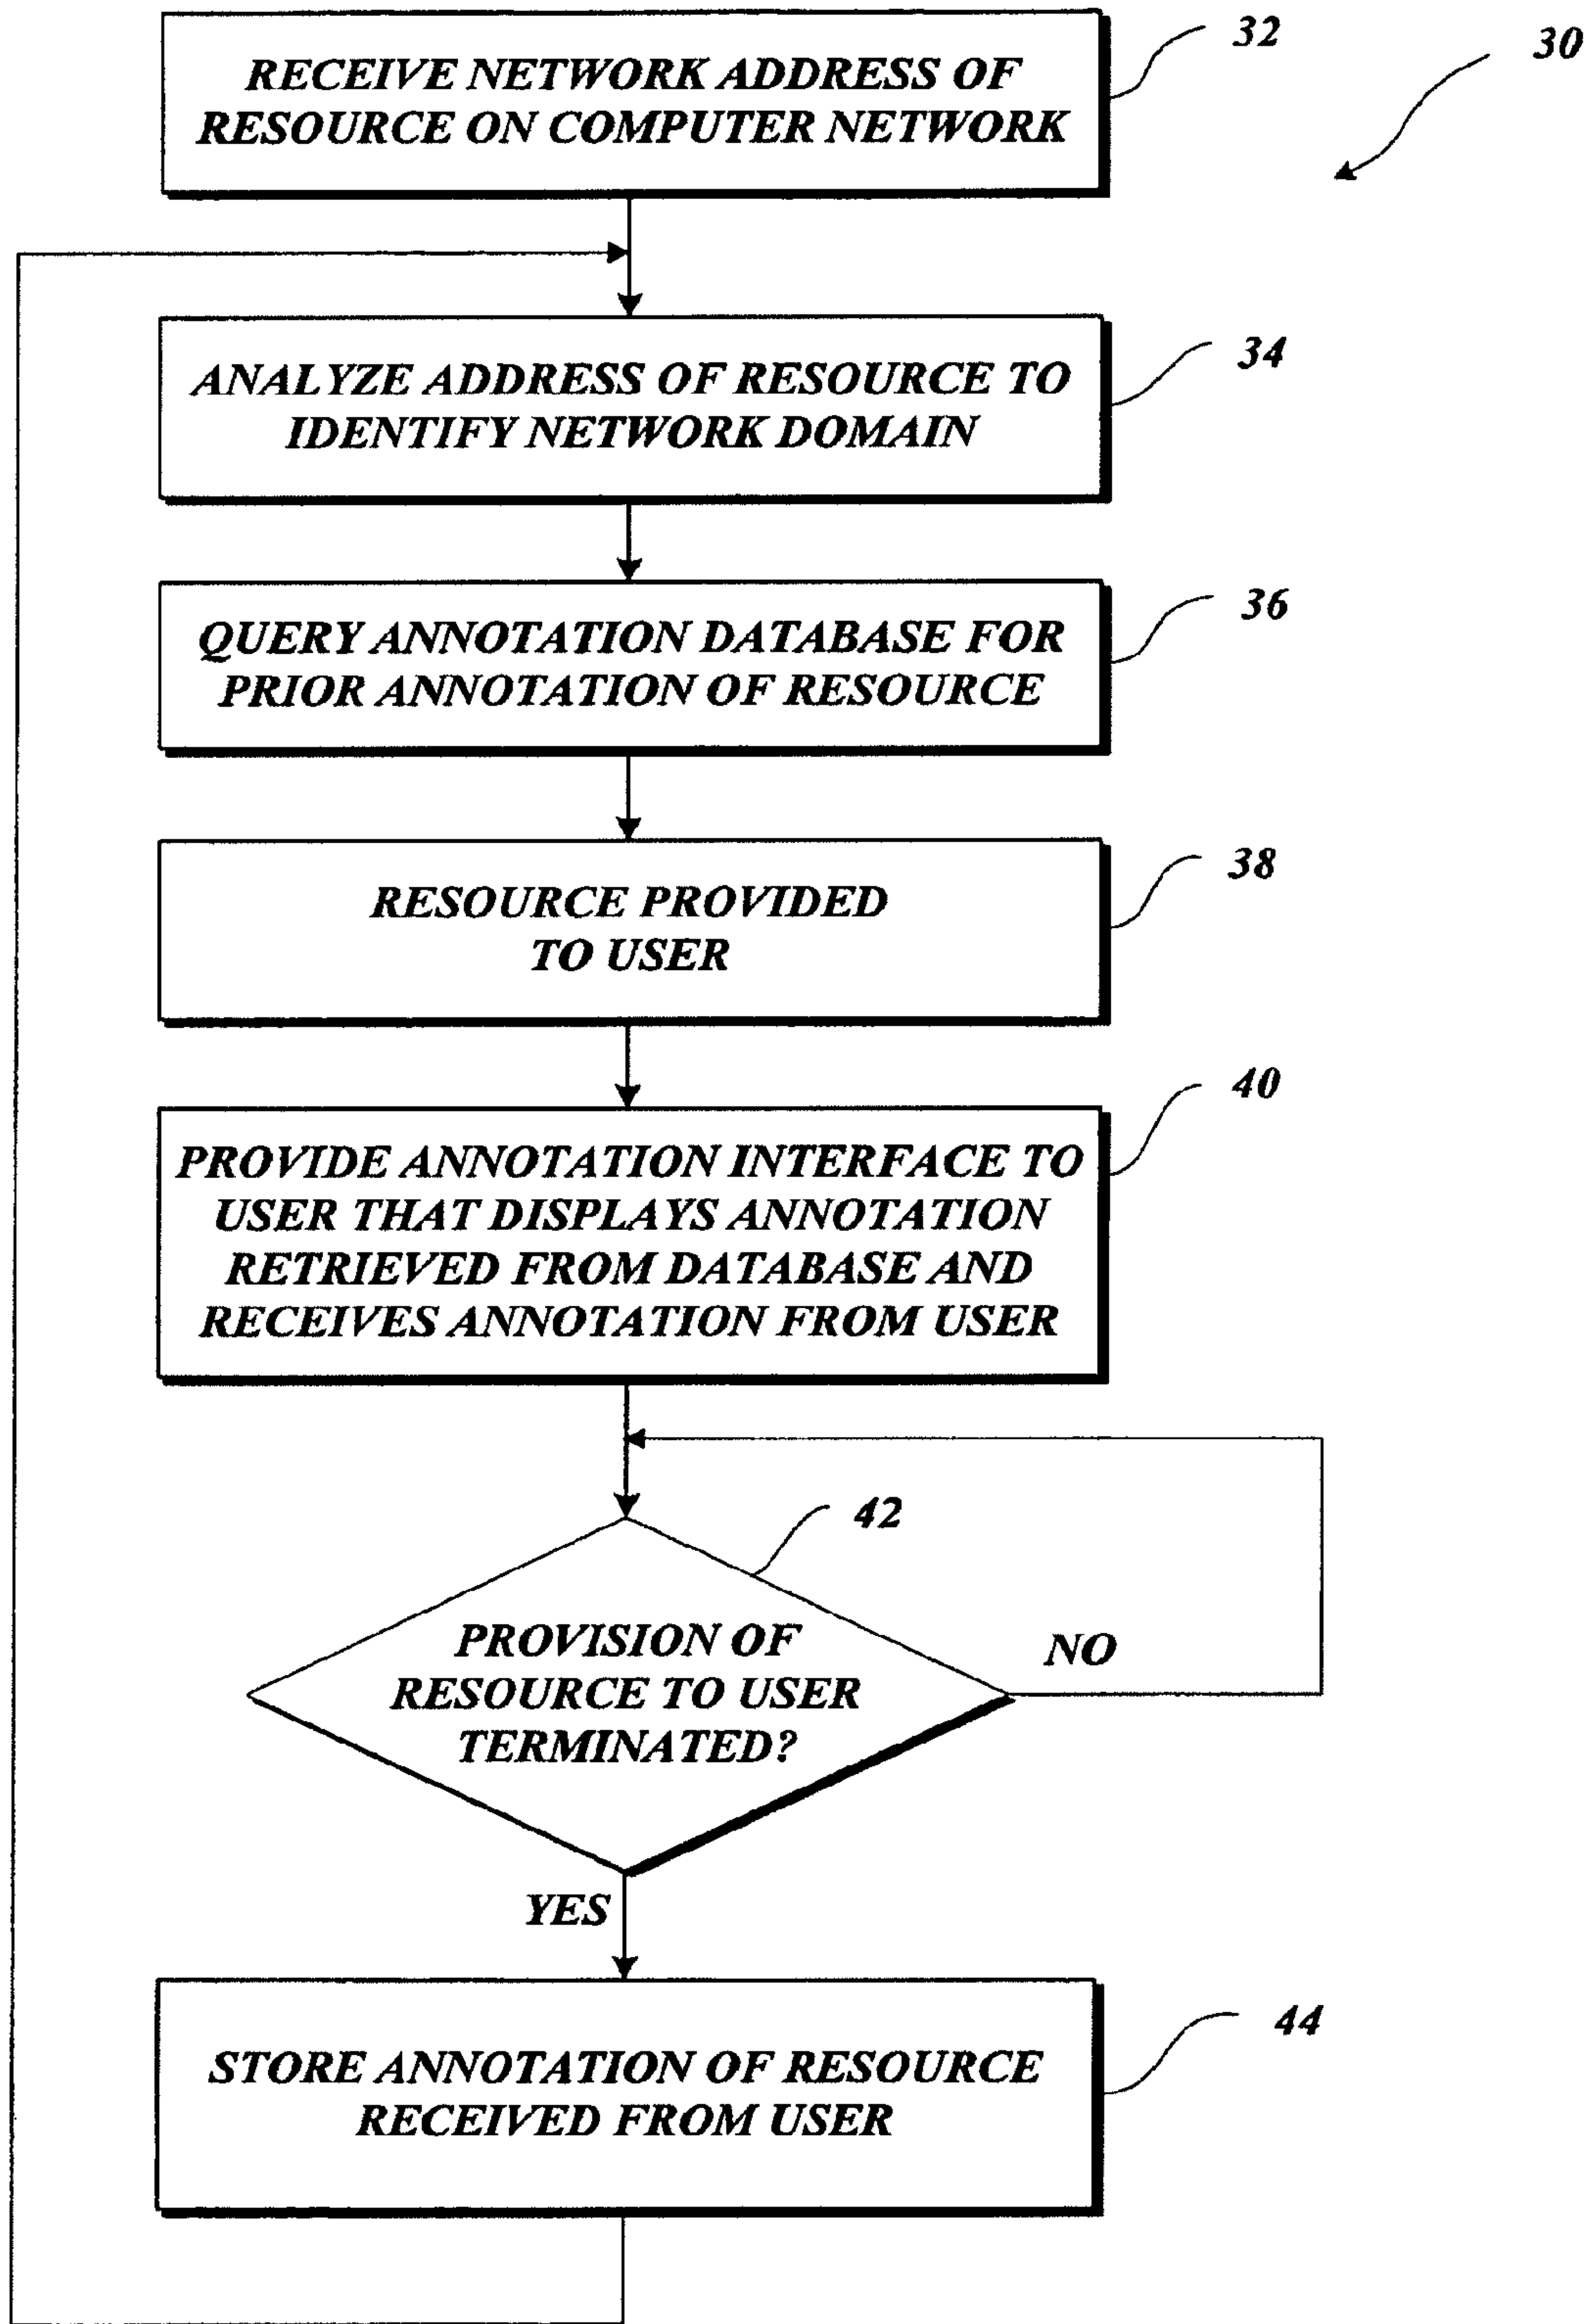 32
30
RECEIVE NETWORK ADDRESS OF
RESOURCE ON COMPUTER NETWORK
34
ANALYZE ADDRESS OF RESOURCE TO
IDENTIFY NETWORK DOMAIN
36
QUERY ANNOTATION DATABASE FOR
PRIOR ANNOTATION OF RESOURCE
38
RESOURCE PROVIDED
TO USER
40
PROVIDE ANNOTATION INTERFACE TO
USER THAT DISPLAYS ANNOTATION
RETRIEVED FROM DATABASE AND
RECEIVES ANNOTATION FROM USER
42
PROVISION OF
RESOURCE TO USER
TERMINATED?
NO
YES
44
STORE ANNOTATION OF RESOURCE
RECEIVED FROM USER